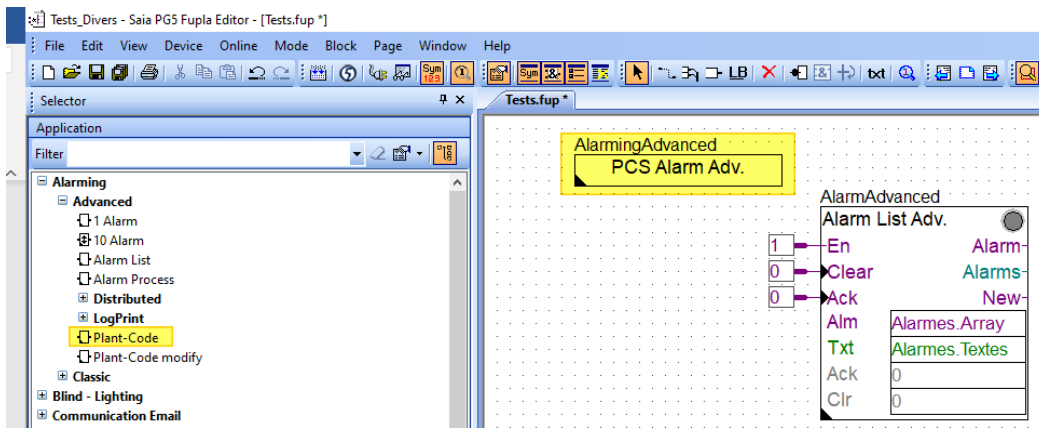 Tests_Divers - Saia PG5 Fupla Editor - [Tests.fup *]
File Edit View Device Online Mode Block Page Window Help
Sym 123 Sym LB txt
Selector
Tests.fup *
Application
Filter
Alarming
Advanced
1 Alarm
10 Alarm
Alarm List
Alarm Process
Distributed
LogPrint
Plant-Code
Plant-Code modify
Classic
Blind - Lighting
Communication Email
AlarmingAdvanced
PCS Alarm Adv.
AlarmAdvanced
Alarm List Adv.
1 En Alarm
0 Clear Alarms
0 Ack New
Alm Alarmes.Array
Txt Alarmes.Textes
Ack 0
Clr 0